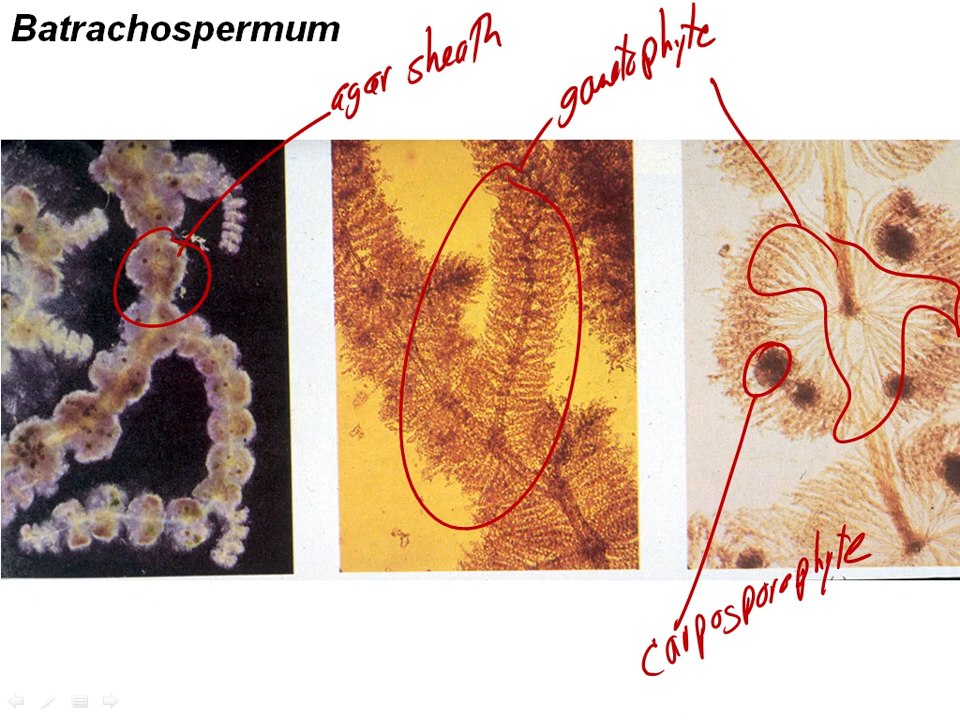 Batrachospermum
agar sheath
gametophyte
carposporophyte